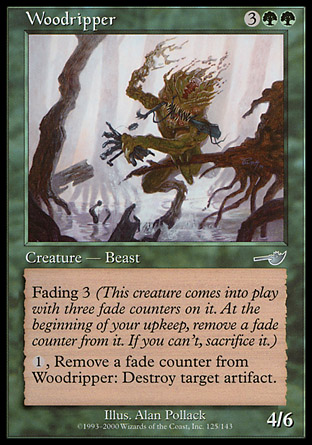 Woodripper 3
Creature — Beast
Fading 3 (This creature comes into play
with three fade counters on it. At the
beginning of your upkeep, remove a fade
counter from it. If you can't, sacrifice it.)
1, Remove a fade counter from
Woodripper: Destroy target artifact.
Illus. Alan Pollack
©1993-2000 Wizards of the Coast, Inc. 125/143
4/6